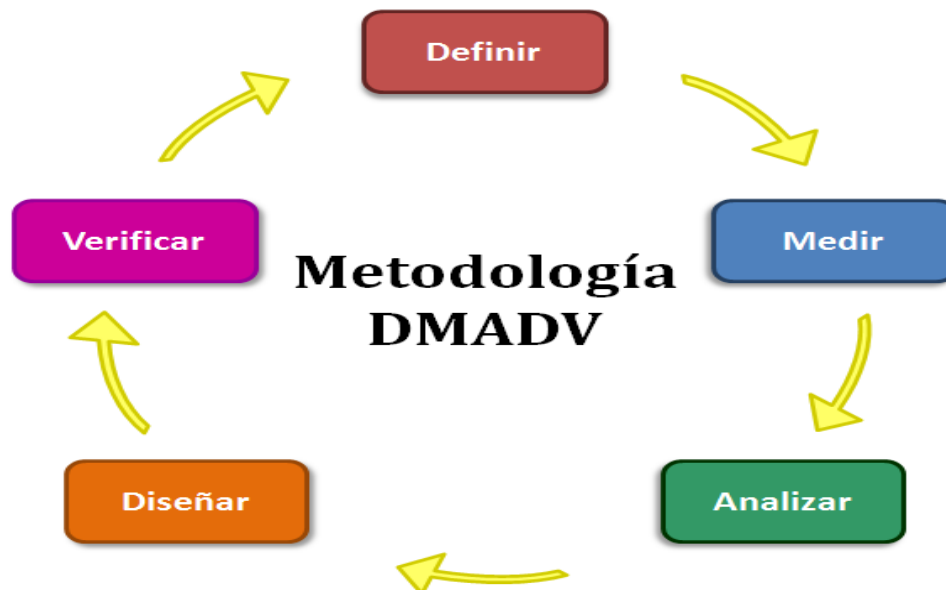 Definir
Verificar
Medir
Metodología
DMADV
Diseñar
Analizar